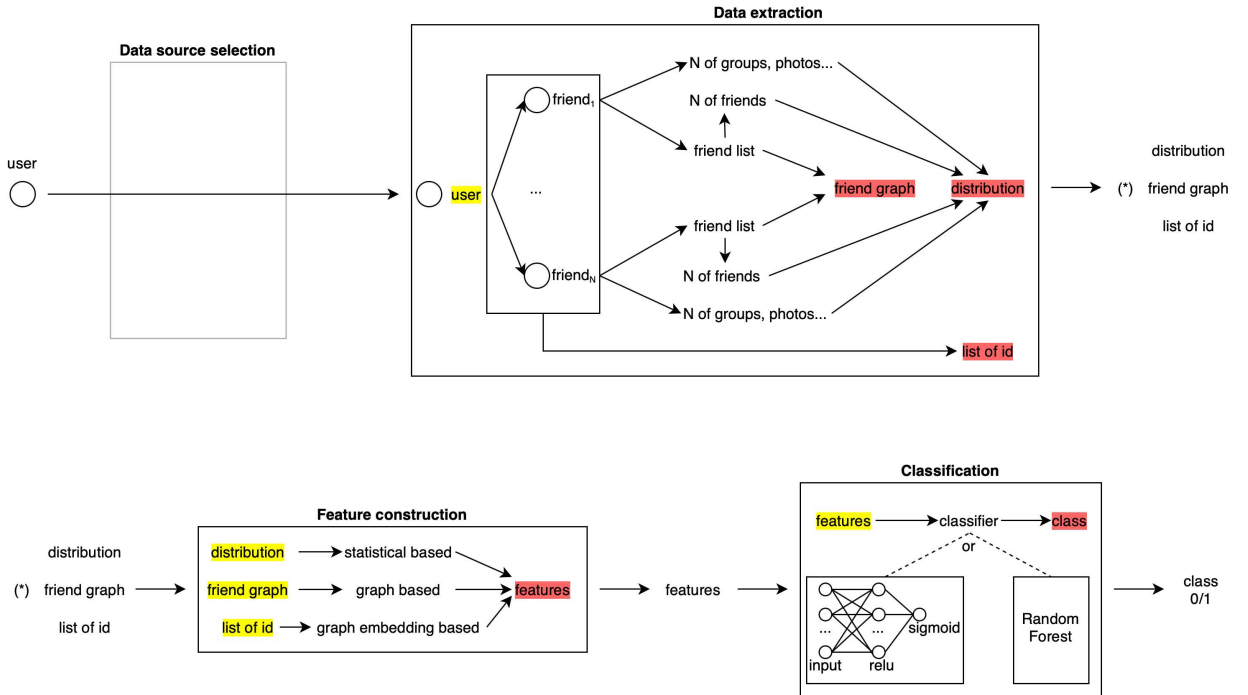 Data extraction
Data source selection
N of groups, photos...
friend₁
N of friends
user
friend list
distribution
user
...
friend graph
distribution
(*) friend graph
friend list
list of id
friendN
N of friends
N of groups, photos...
list of id
Classification
Feature construction
features
classifier
class
or
distribution
distribution
statistical based
(*) friend graph
friend graph
graph based
features
features
class
0/1
list of id
list of id
graph embedding based
...
...
sigmoid
input
relu
Random
Forest